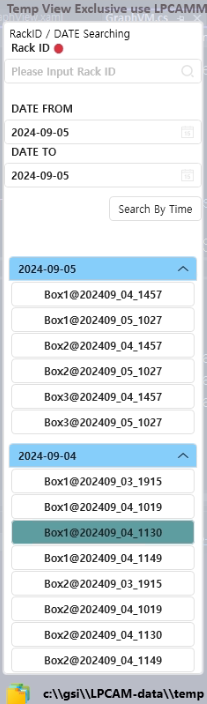 Temp View Exclusive use LPCAMM
RackID / DATE Searching
Rack ID
Please Input Rack ID
DATE FROM
2024-09-05
DATE TO
2024-09-05
Search By Time
2024-09-05
Box1@202409_04_1457
Box1@202409_05_1027
Box2@202409_04_1457
Box2@202409_05_1027
Box3@202409_04_1457
Box3@202409_05_1027
2024-09-04
Box1@202409_03_1915
Box1@202409_04_1019
Box1@202409_04_1130
Box1@202409_04_1149
Box2@202409_03_1915
Box2@202409_04_1019
Box2@202409_04_1130
Box2@202409_04_1149
c:\\gsi\\LPCAM-data\\temp